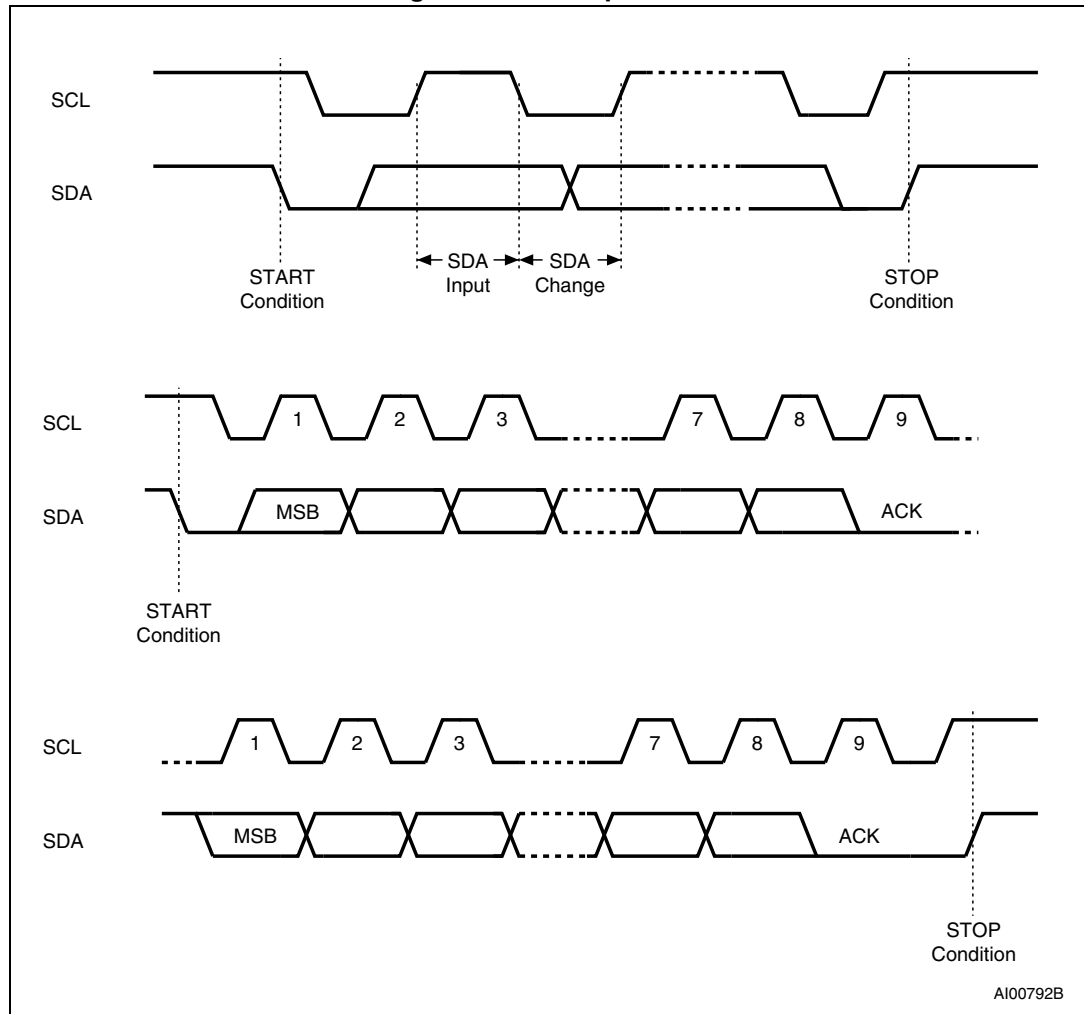 SCL
SDA
SDA Input
SDA Change
START Condition
STOP Condition
SCL
1 2 3 7 8 9
SDA
MSB
ACK
START Condition
SCL
1 2 3 7 8 9
SDA
MSB
ACK
STOP Condition
AI00792B